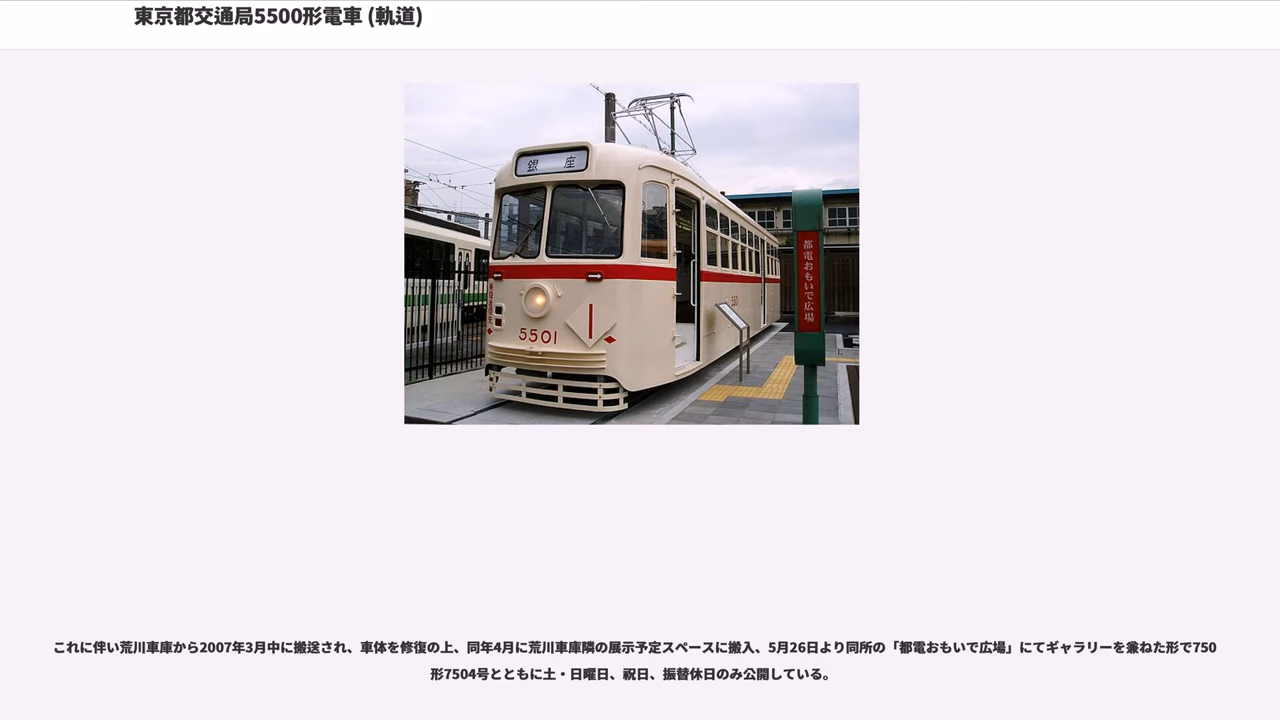 東京都交通局5500形電車 (軌道)
銀 座
都電おもいで広場
5501
これに伴い荒川車庫から2007年3月中に搬送され、車体を修復の上、同年4月に荒川車庫隣の展示予定スペースに搬入、5月26日より同所の「都電おもいで広場」にてギャラリーを兼ねた形で750
形7504号とともに土・日曜日、祝日、振替休日のみ公開している。